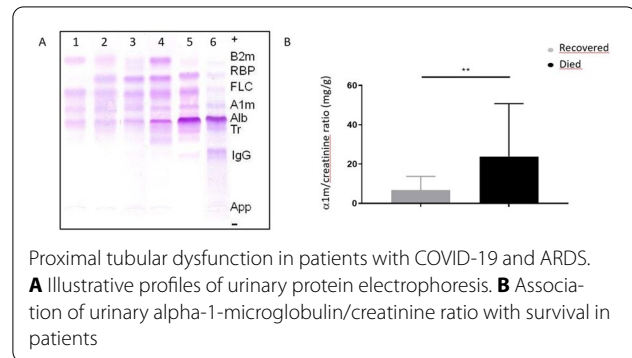 A
1 2 3 4 5 6 +
B2m
RBP
FLC
A1m
Alb
Tr
IgG
App
−
B
Recovered
Died
**
α1m/creatinine ratio (mg/g)
60
40
20
0
Proximal tubular dysfunction in patients with COVID-19 and ARDS.
A Illustrative profiles of urinary protein electrophoresis. B Associa-
tion of urinary alpha-1-microglobulin/creatinine ratio with survival in
patients